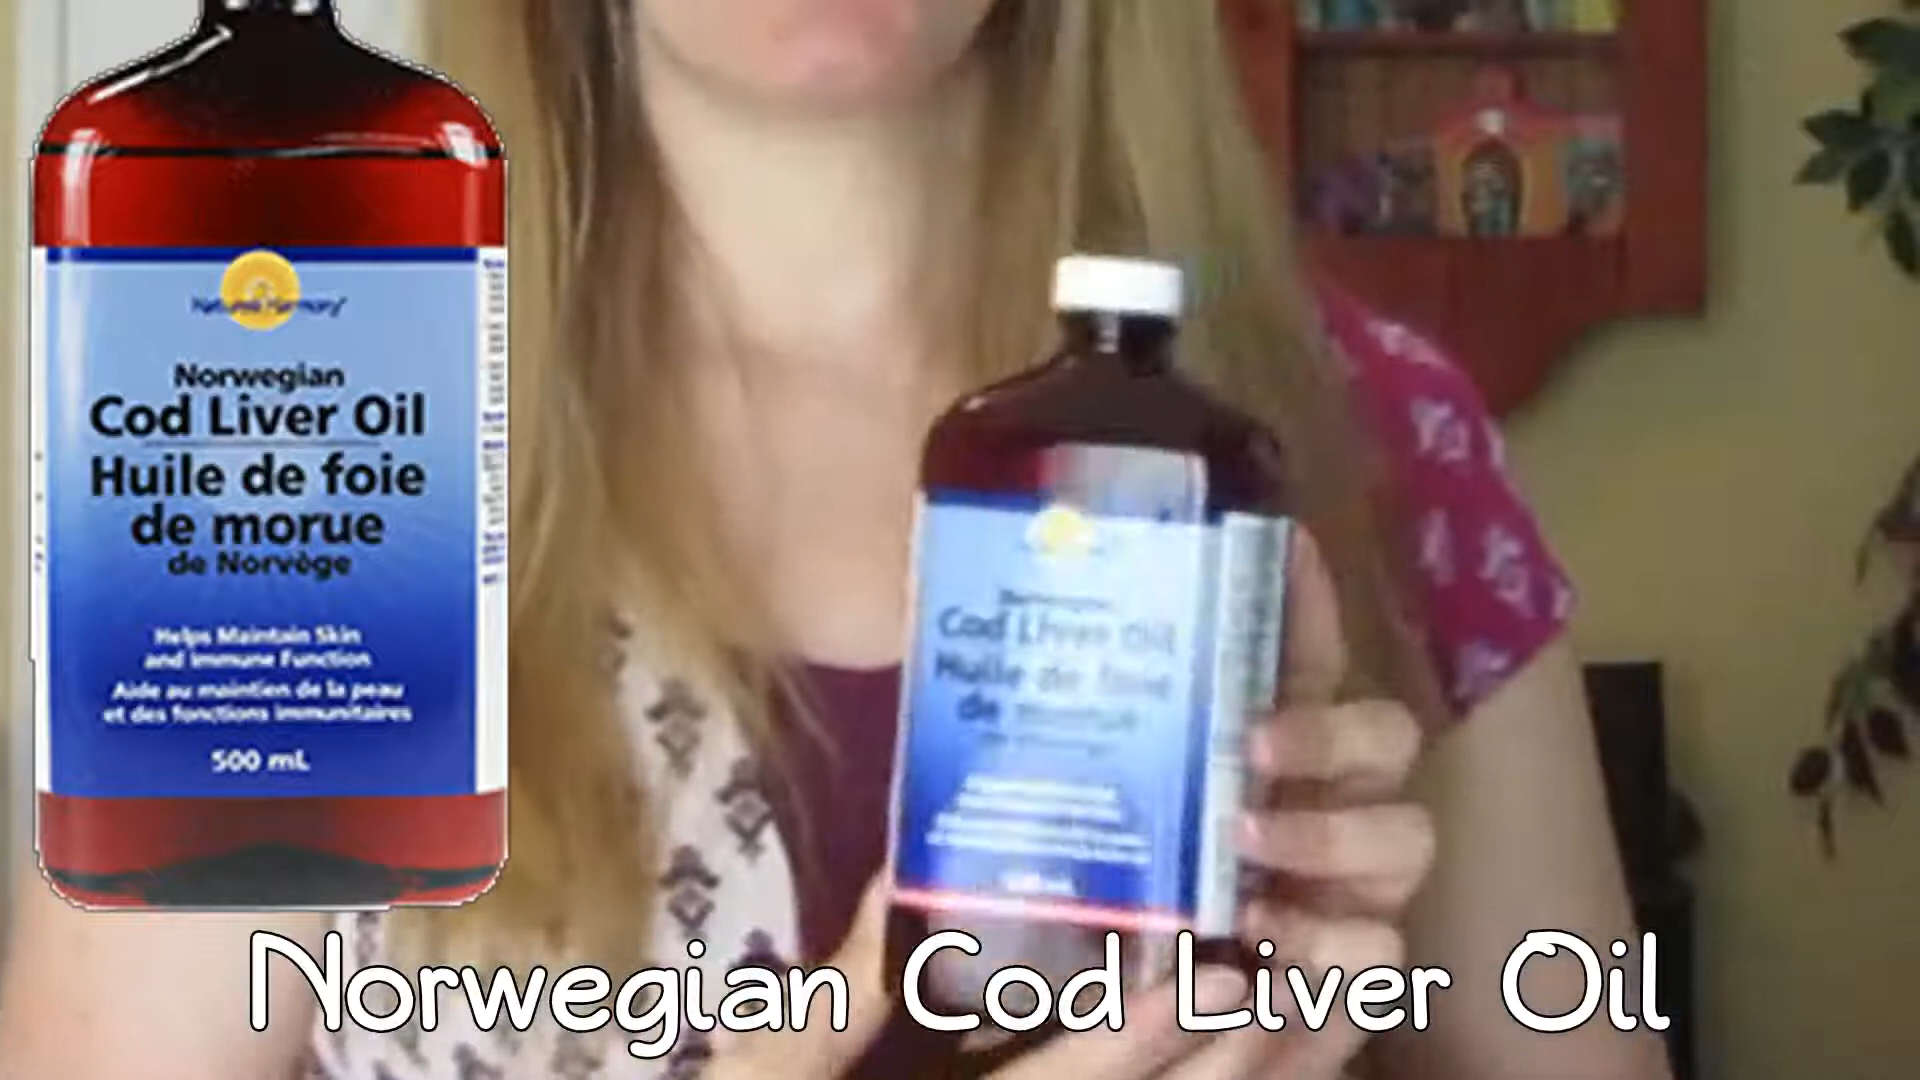 Nature's Harmony
Norwegian
Cod Liver Oil
Huile de foie
de morue
de Norvège
Helps Maintain Skin
and Immune Function
Aide au maintien de la peau
et des fonctions immunitaires
500 mL
Cod Liver Oil
Huile de foie
de morue
Norwegian Cod Liver Oil